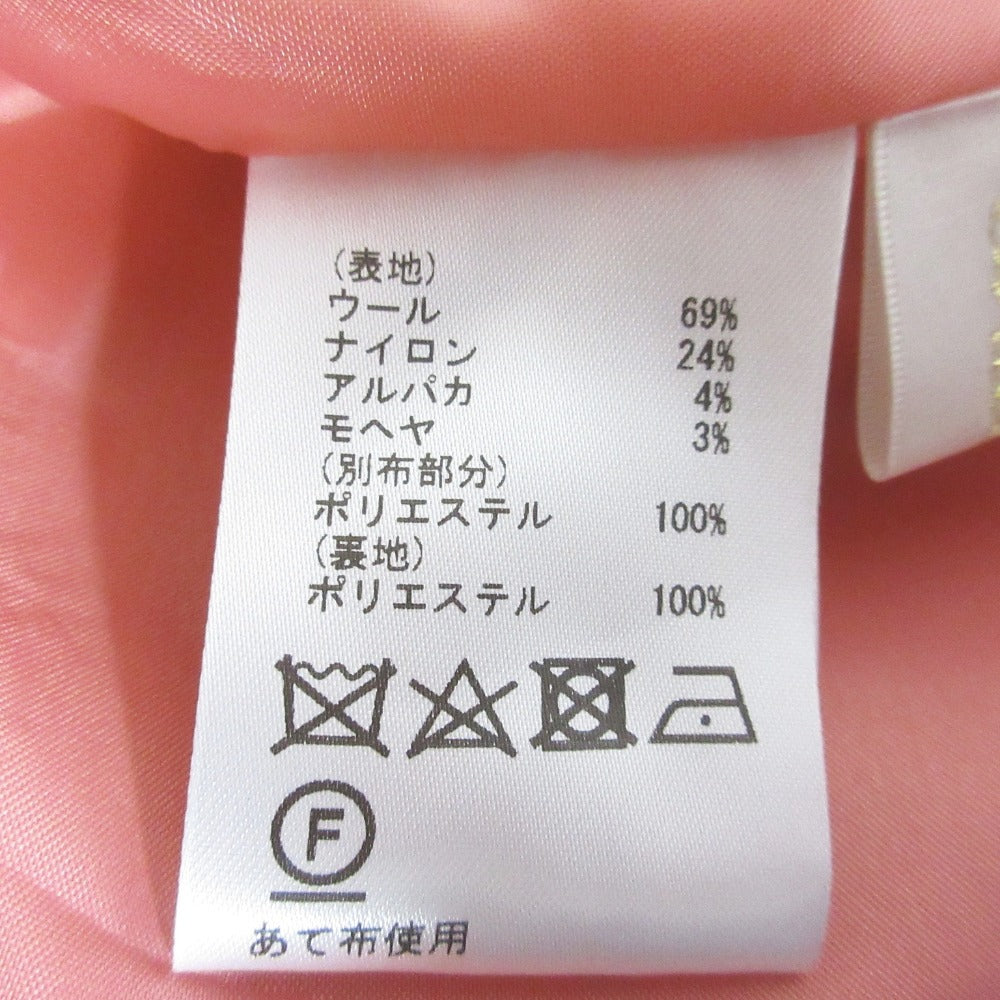 (表地)
ウール 69%
ナイロン 24%
アルパカ 4%
モヘヤ 3%
(別布部分)
ポリエステル 100%
(裏地)
ポリエステル 100%
F
あて布使用